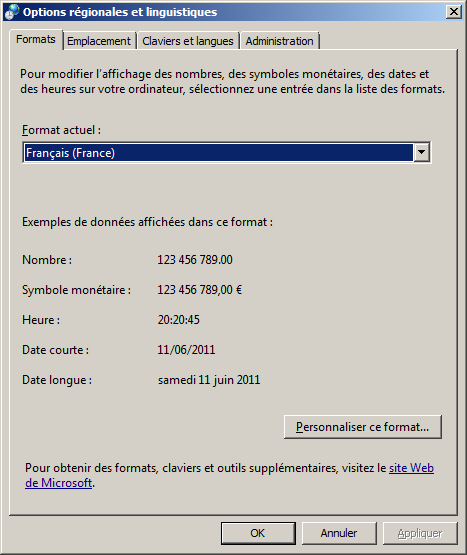 Options régionales et linguistiques
Formats Emplacement Claviers et langues Administration
Pour modifier l'affichage des nombres, des symboles monétaires, des dates et
des heures sur votre ordinateur, sélectionnez une entrée dans la liste des formats.
Format actuel :
Français (France)
Exemples de données affichées dans ce format :
Nombre : 123 456 789.00
Symbole monétaire : 123 456 789,00 €
Heure : 20:20:45
Date courte : 11/06/2011
Date longue : samedi 11 juin 2011
Personnaliser ce format...
Pour obtenir des formats, claviers et outils supplémentaires, visitez le site Web
de Microsoft.
OK Annuler Appliquer